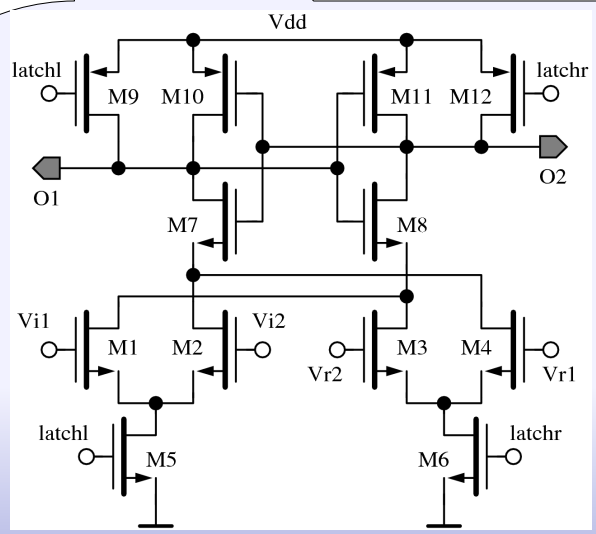 Vdd
latchl
M9
M10
M11
M12
latchr
O1
O2
M7
M8
Vi1
M1
M2
Vi2
Vr2
M3
M4
Vr1
latchl
M5
M6
latchr